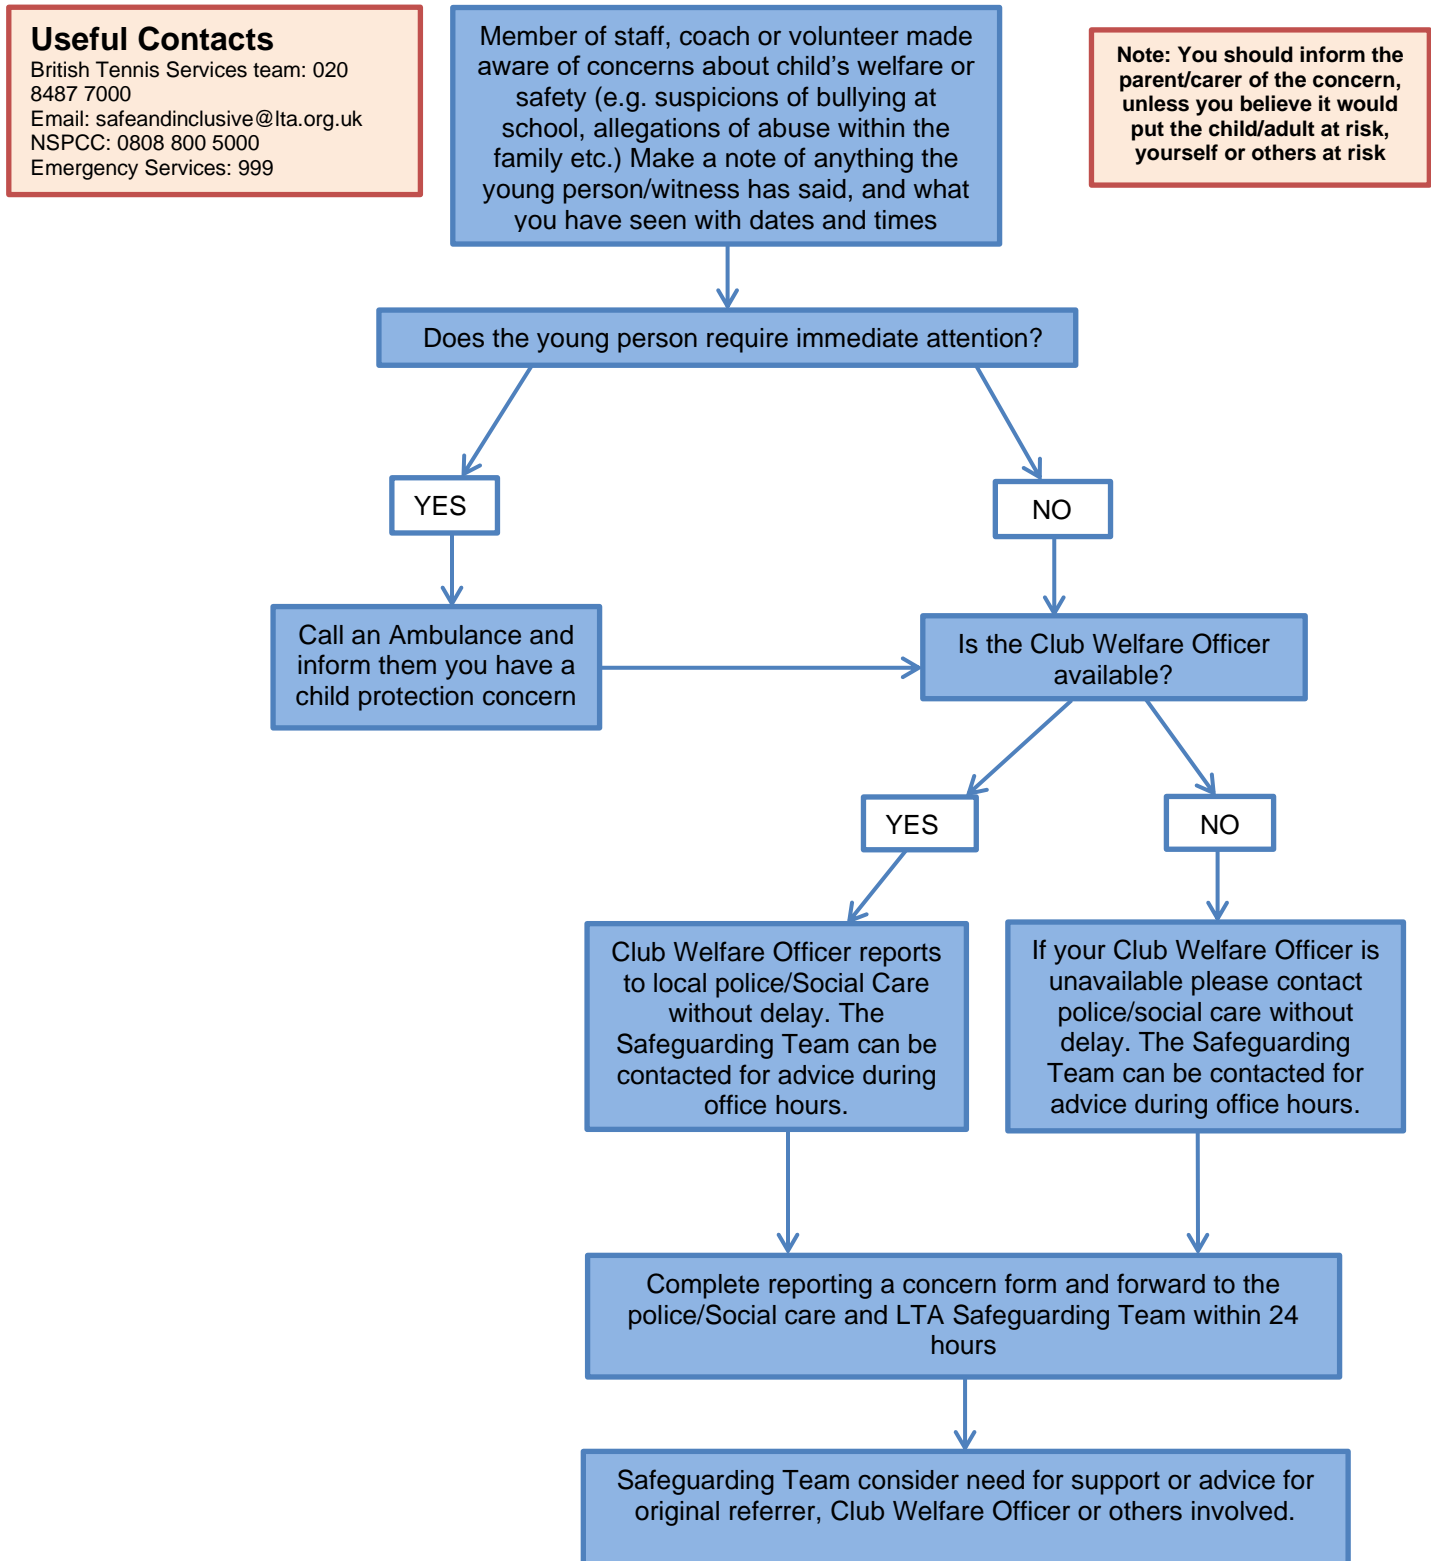 Useful Contacts
British Tennis Services team: 020
8487 7000
Email: safeandinclusive@lta.org.uk
NSPCC: 0808 800 5000
Emergency Services: 999
Member of staff, coach or volunteer made
aware of concerns about child’s welfare or
safety (e.g. suspicions of bullying at
school, allegations of abuse within the
family etc.) Make a note of anything the
young person/witness has said, and what
you have seen with dates and times
Note: You should inform the
parent/carer of the concern,
unless you believe it would
put the child/adult at risk,
yourself or others at risk
Does the young person require immediate attention?
YES
NO
Call an Ambulance and
inform them you have a
child protection concern
Is the Club Welfare Officer
available?
YES
NO
Club Welfare Officer reports
to local police/Social Care
without delay. The
Safeguarding Team can be
contacted for advice during
office hours.
If your Club Welfare Officer is
unavailable please contact
police/social care without
delay. The Safeguarding
Team can be contacted for
advice during office hours.
Complete reporting a concern form and forward to the
police/Social care and LTA Safeguarding Team within 24
hours
Safeguarding Team consider need for support or advice for
original referrer, Club Welfare Officer or others involved.